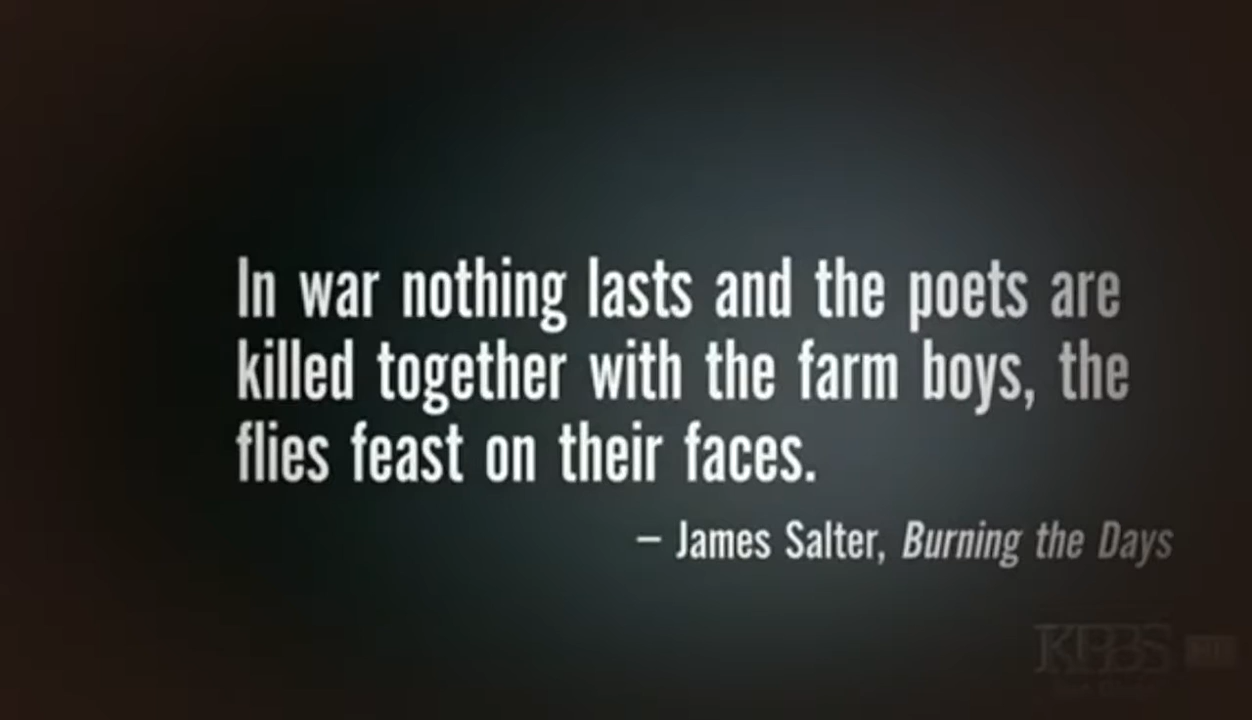 In war nothing lasts and the poets are
killed together with the farm boys, the
flies feast on their faces.
– James Salter, Burning the Days
KPBS